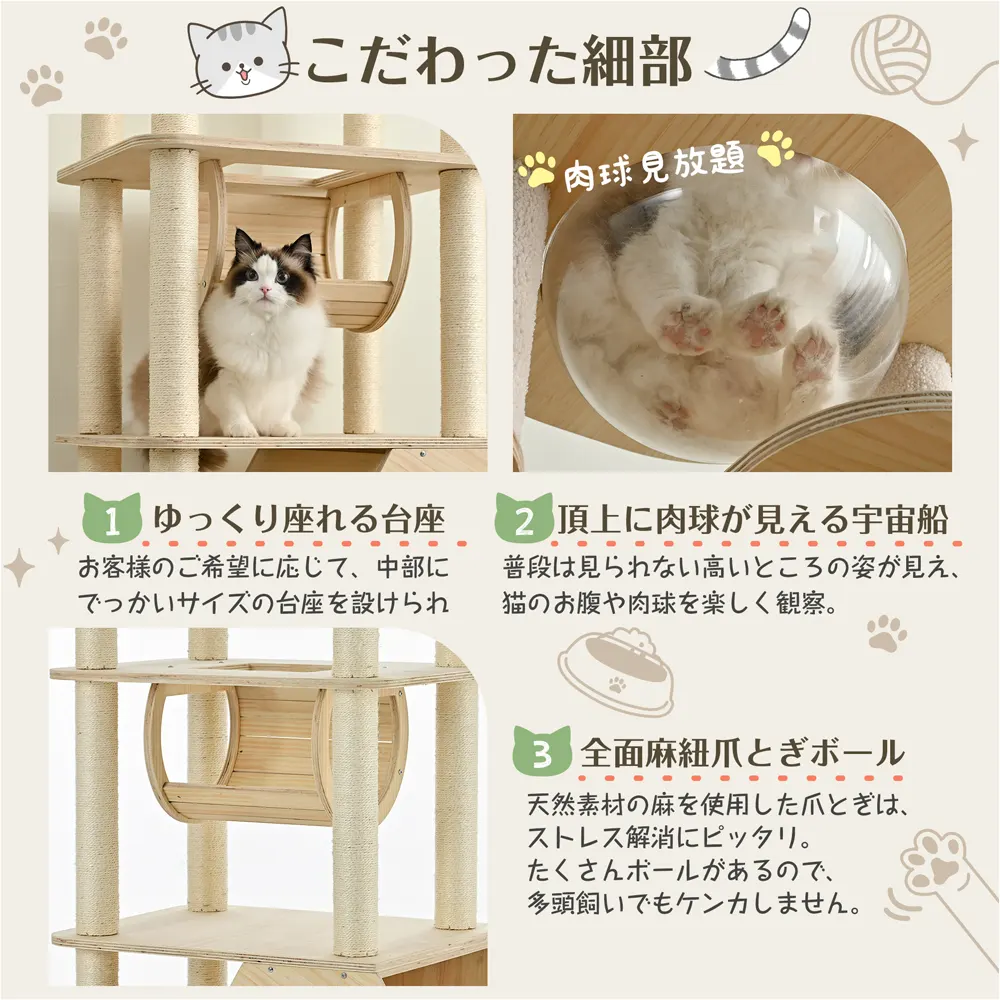 こだわった細部
肉球見放題
1 ゆっくり座れる台座
お客様のご希望に応じて、中部に
でっかいサイズの台座を設けられ
2 頂上に肉球が見える宇宙船
普段は見られない高いところの姿が見え、
猫のお腹や肉球を楽しく観察。
3 全面麻紐爪とぎボール
天然素材の麻を使用した爪とぎは、
ストレス解消にピッタリ。
たくさんボールがあるので、
多頭飼いでもケンカしません。